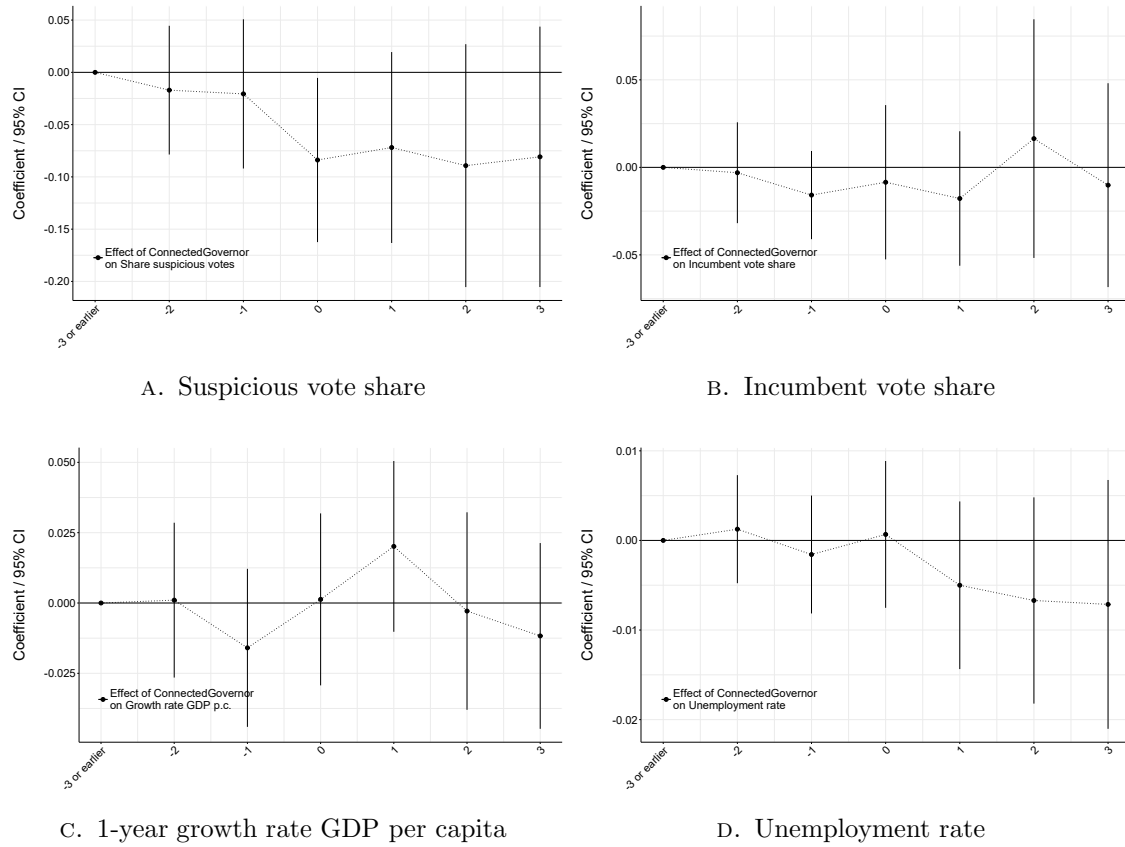 0.05
0.00
-0.05
-0.10
-0.15
-0.20
Coefficient / 95% CI
Effect of ConnectedGovernor
on Share suspicious votes
-3 or earlier
-2
-1
0
1
2
3
A. Suspicious vote share
0.05
0.00
-0.05
Coefficient / 95% CI
Effect of ConnectedGovernor
on Incumbent vote share
-3 or earlier
-2
-1
0
1
2
3
B. Incumbent vote share
0.050
0.025
0.000
-0.025
Coefficient / 95% CI
Effect of ConnectedGovernor
on Growth rate GDP p.c.
-3 or earlier
-2
-1
0
1
2
3
C. 1-year growth rate GDP per capita
0.01
0.00
-0.01
-0.02
Coefficient / 95% CI
Effect of ConnectedGovernor
on Unemployment rate
-3 or earlier
-2
-1
0
1
2
3
D. Unemployment rate